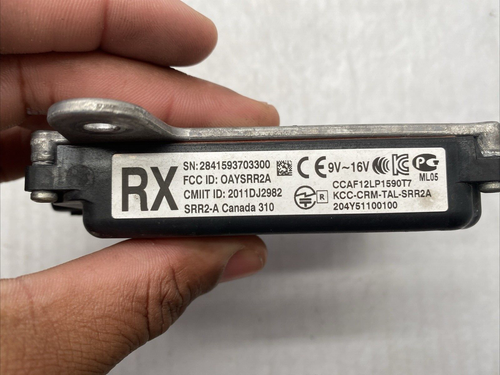 RX
SN: 2841593703300
FCC ID: OAYSRR2A
CMIIT ID: 2011DJ2982
SRR2-A Canada 310
CE 9V~16V
ML05
CCAF12LP1590T7
R KCC-CRM-TAL-SRR2A
204Y51100100